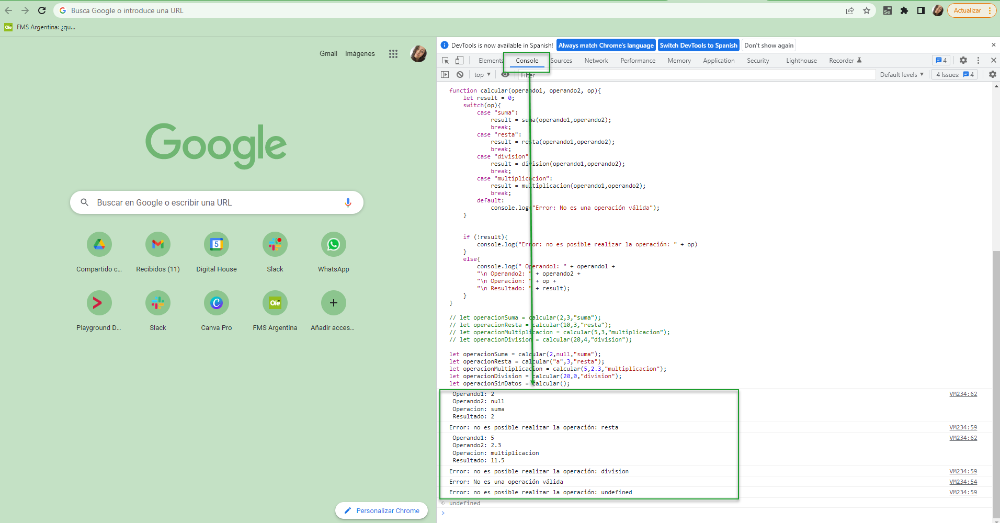 Busca Google o introduce una URL
Actualizar
FMS Argentina: ¿qu...
Gmail Imágenes
Google
Buscar en Google o escribir una URL
Compartido c... Recibidos (11) Digital House Slack WhatsApp
Playground D... Slack Canva Pro FMS Argentina Añadir acces...
Personalizar Chrome
DevTools is now available in Spanish! Always match Chrome's language Switch DevTools to Spanish Don't show again
Elements Console Sources Network Performance Memory Application Security Lighthouse Recorder 4
top Filter Default levels 4 Issues: 4
function calcular(operando1, operando2, op){
let result = 0;
switch(op){
case "suma":
result = suma(operando1,operando2);
break;
case "resta":
result = resta(operando1,operando2);
break;
case "division"
result = division(operando1,operando2);
break;
case "multiplicacion":
result = multiplicacion(operando1,operando2);
break;
default:
console.log("Error: No es una operación válida");
}
if (!result){
console.log("Error: no es posible realizar la operación: " + op)
}
else{
console.log(" Operando1: " + operando1 +
"\n Operando2: " + operando2 +
"\n Operacion: " + op +
"\n Resultado: " + result);
}
}
// let operacionSuma = calcular(2,3,"suma");
// let operacionResta = calcular(10,3,"resta");
// let operacionMultiplicacion = calcular(5,3,"multiplicacion");
// let operacionDivision = calcular(20,4,"division");
let operacionSuma = calcular(2,null,"suma");
let operacionResta = calcular("a",3,"resta");
let operacionMultiplicacion = calcular(5,2.3,"multiplicacion");
let operacionDivision = calcular(20,0,"division");
let operacionSinDatos = calcular();
Operando1: 2 VM234:62
Operando2: null
Operacion: suma
Resultado: 2
Error: no es posible realizar la operación: resta VM234:59
Operando1: 5 VM234:62
Operando2: 2.3
Operacion: multiplicacion
Resultado: 11.5
Error: no es posible realizar la operación: division VM234:59
Error: No es una operación válida VM234:54
Error: no es posible realizar la operación: undefined VM234:59
undefined